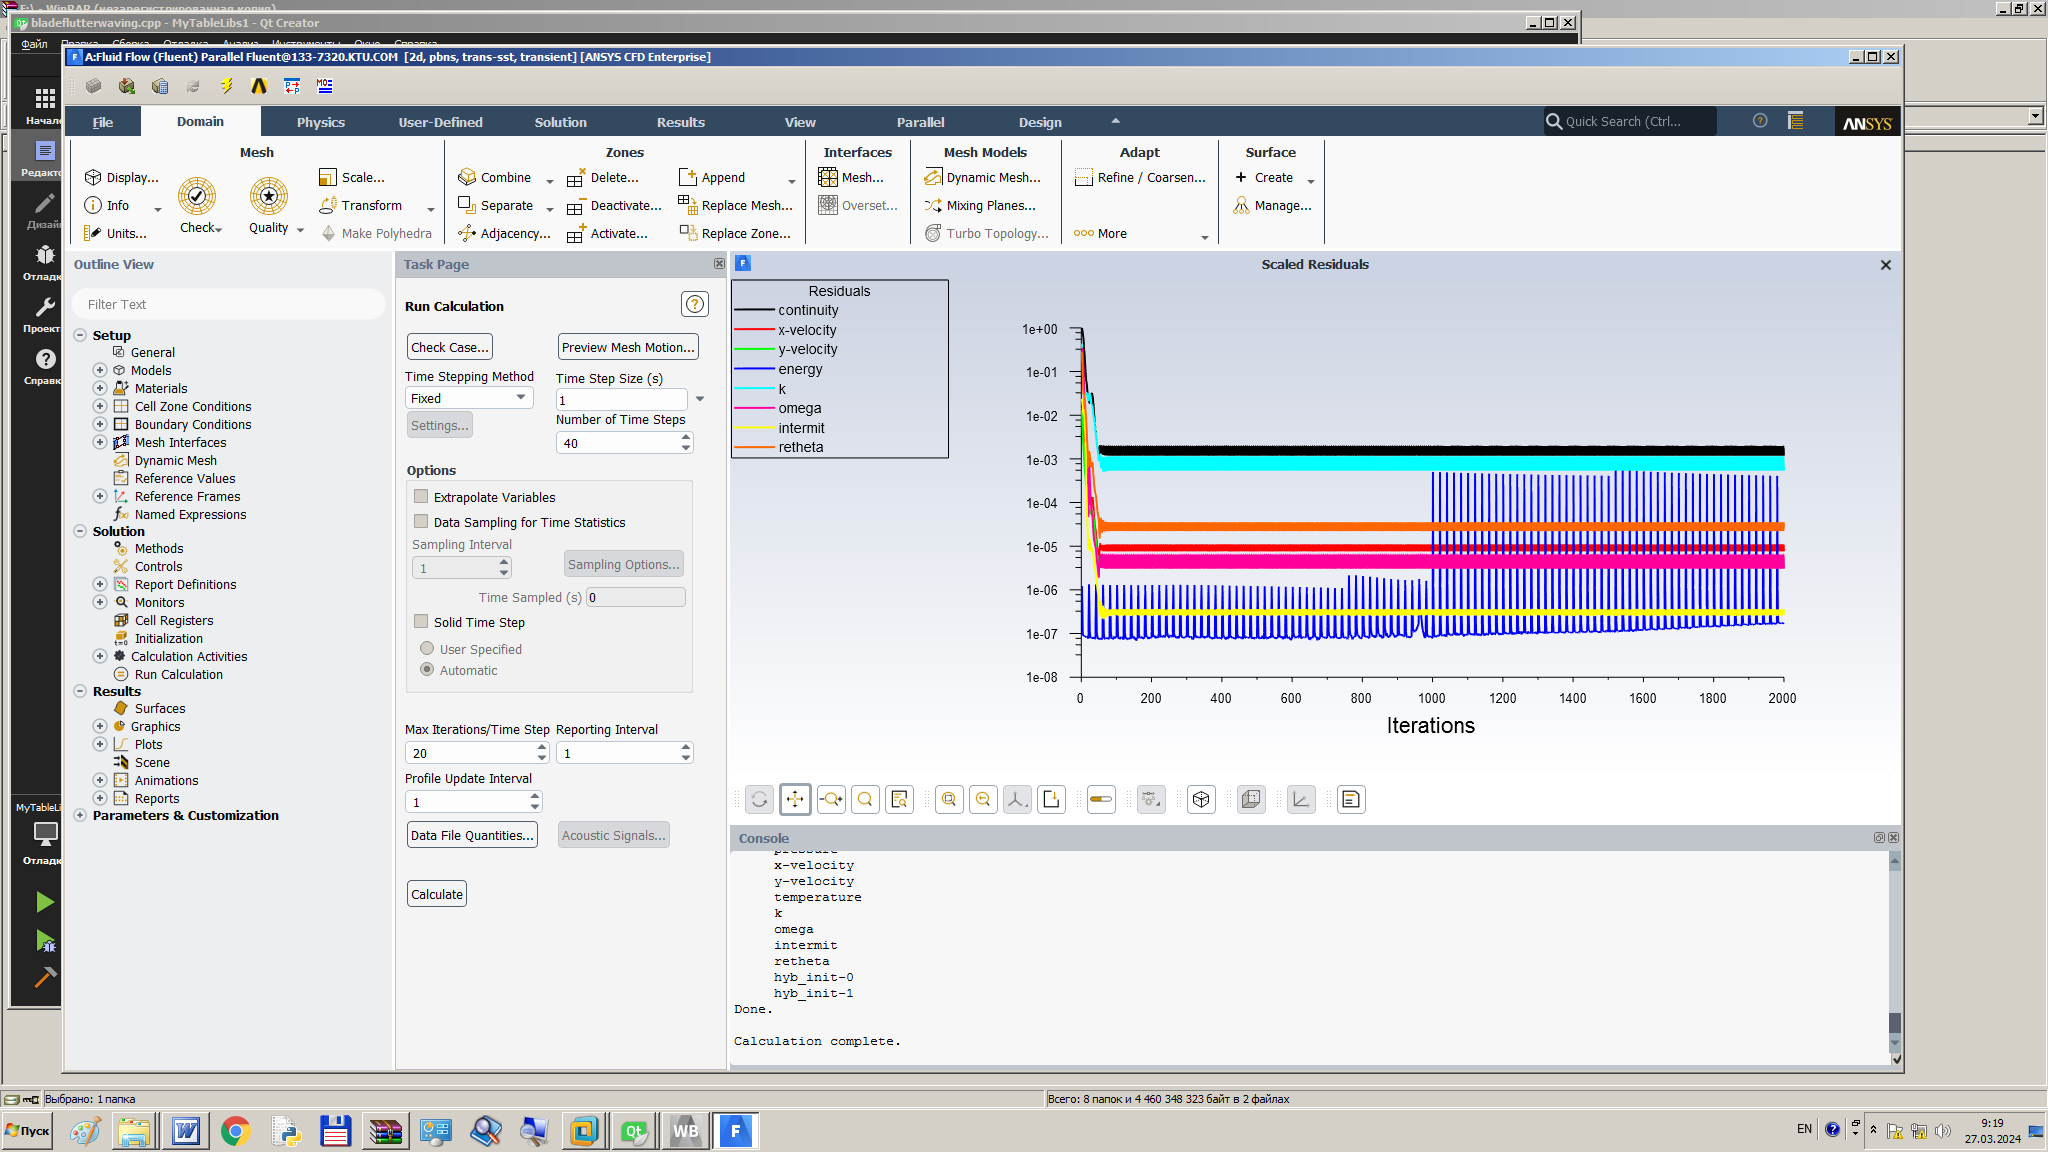 E:\ - WinRAR (незарегистрированная копия)
bladeflutterwaving.cpp - MyTableLibs1 - Qt Creator
Файл Правка Сборка Отладка Анализ Инструменты Окно Справка
A:Fluid Flow (Fluent) Parallel Fluent@133-7320.KTU.COM [2d, pbns, trans-sst, transient] [ANSYS CFD Enterprise]
File Domain Physics User-Defined Solution Results View Parallel Design Quick Search (Ctrl... ANSYS
Начало
Редакто
Дизайн
Отладк
Проект
Справк
MyTableLi
Отладк
Mesh
Display... Scale...
Info Transform
Units... Check Quality Make Polyhedra
Zones
Combine Delete... Append
Separate Deactivate... Replace Mesh...
Adjacency... Activate... Replace Zone...
Interfaces
Mesh...
Overset...
Mesh Models
Dynamic Mesh...
Mixing Planes...
Turbo Topology...
Adapt
Refine / Coarsen...
More
Surface
Create
Manage...
Outline View
Filter Text
Setup
General
Models
Materials
Cell Zone Conditions
Boundary Conditions
Mesh Interfaces
Dynamic Mesh
Reference Values
Reference Frames
Named Expressions
Solution
Methods
Controls
Report Definitions
Monitors
Cell Registers
Initialization
Calculation Activities
Run Calculation
Results
Surfaces
Graphics
Plots
Scene
Animations
Reports
Parameters & Customization
Task Page
Run Calculation
Check Case... Preview Mesh Motion...
Time Stepping Method Time Step Size (s)
Fixed 1
Settings... Number of Time Steps
40
Options
Extrapolate Variables
Data Sampling for Time Statistics
Sampling Interval
1 Sampling Options...
Time Sampled (s) 0
Solid Time Step
User Specified
Automatic
Max Iterations/Time Step Reporting Interval
20 1
Profile Update Interval
1
Data File Quantities... Acoustic Signals...
Calculate
Scaled Residuals
Residuals
continuity
x-velocity
y-velocity
energy
k
omega
intermit
retheta
1e+00
1e-01
1e-02
1e-03
1e-04
1e-05
1e-06
1e-07
1e-08
0 200 400 600 800 1000 1200 1400 1600 1800 2000
Iterations
Console
pressure
x-velocity
y-velocity
temperature
k
omega
intermit
retheta
hyb_init-0
hyb_init-1
Done.
Calculation complete.
Выбрано: 1 папка Всего: 8 папок и 4 460 348 323 байт в 2 файлах
Пуск EN 9:19
27.03.2024